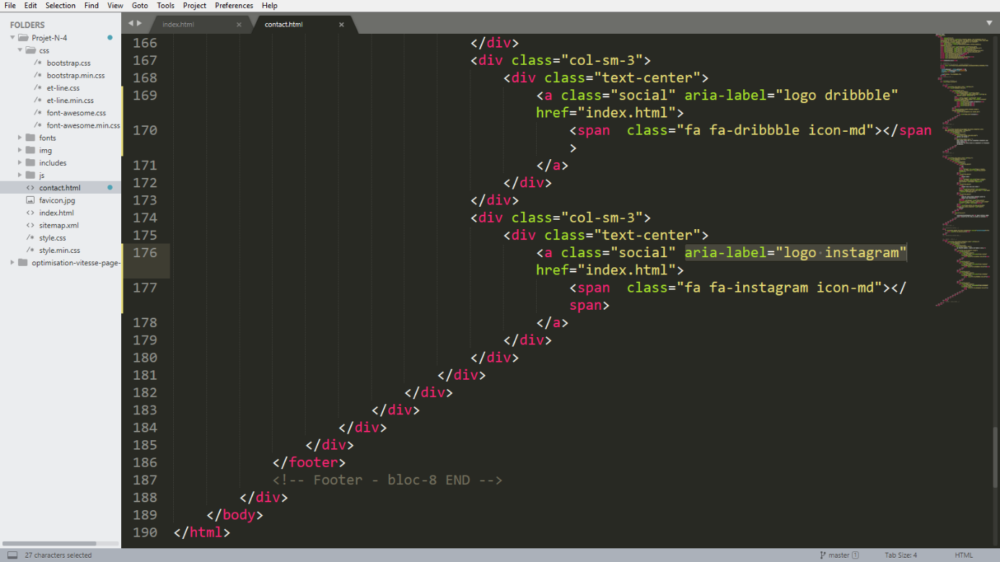 File Edit Selection Find View Goto Tools Project Preferences Help
FOLDERS
Projet-N-4
css
/* bootstrap.css
/* bootstrap.min.css
/* et-line.css
/* et-line.min.css
/* font-awesome.css
/* font-awesome.min.css
fonts
img
includes
js
<> contact.html
favicon.jpg
<> index.html
<> sitemap.xml
/* style.css
/* style.min.css
optimisation-vitesse-page-
index.html × contact.html ×
166 </div>
167 <div class="col-sm-3">
168 <div class="text-center">
169 <a class="social" aria-label="logo dribbble"
href="index.html">
170 <span  class="fa fa-dribbble icon-md"></span
>
171 </a>
172 </div>
173 </div>
174 <div class="col-sm-3">
175 <div class="text-center">
176 <a class="social" aria-label="logo instagram"
href="index.html">
177 <span  class="fa fa-instagram icon-md"></
span>
178 </a>
179 </div>
180 </div>
181 </div>
182 </div>
183 </div>
184 </div>
185 </div>
186 </footer>
187 <!-- Footer - bloc-8 END -->
188 </div>
189 </body>
190 </html>
27 characters selected master 1 Tab Size: 4 HTML